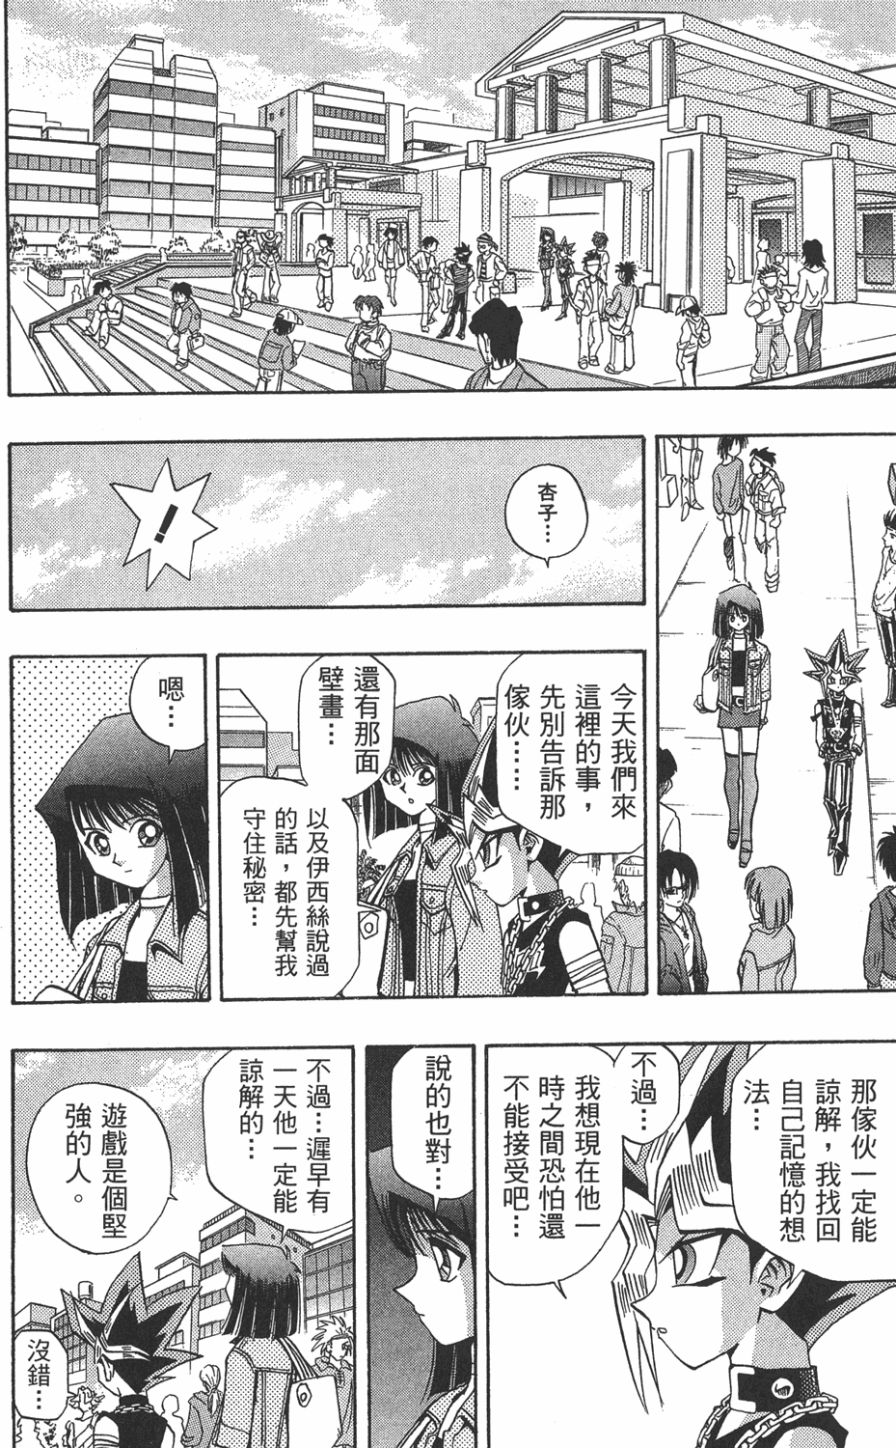 杏子…
！
今天我們來
這裡的事，
先別告訴那
傢伙……
還有那面
壁畫…
以及伊西絲說過
的話，都先幫我
守住秘密…
嗯…
那傢伙一定能
諒解，我找回
自己記憶的想
法…
不過…
我想現在他一
時之間恐怕還
不能接受吧…
說的也對…
不過…遲早有
一天他一定能
諒解的…
遊戲是個堅
強的人。
沒錯…